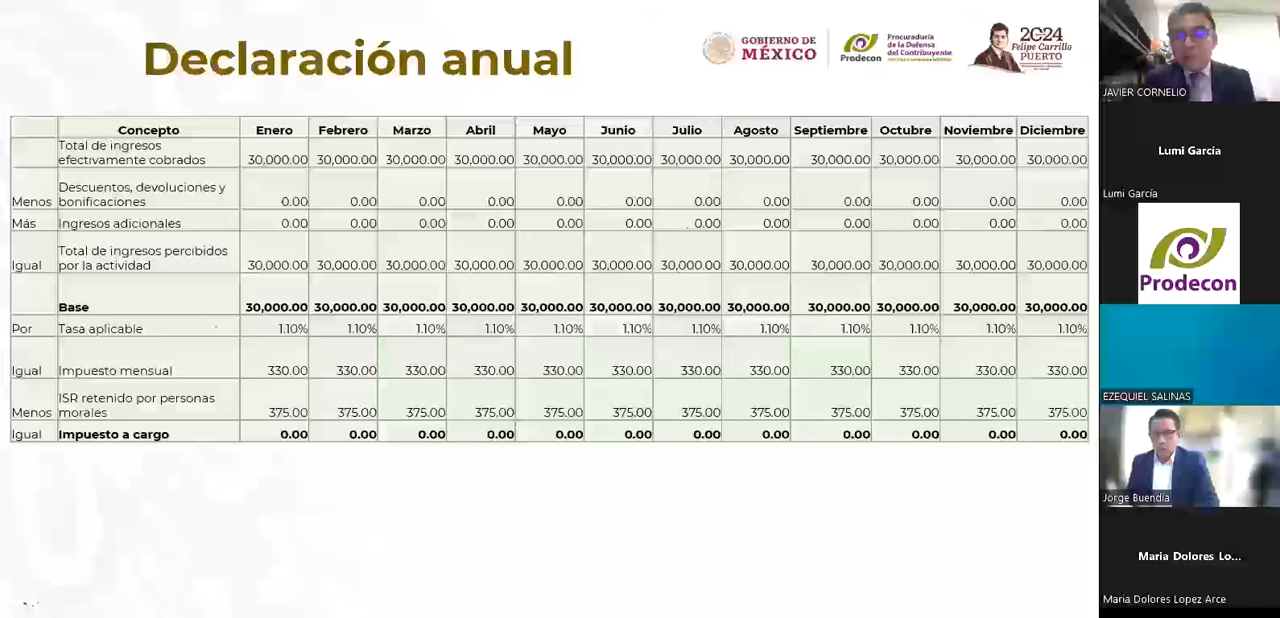 Declaración anual
GOBIERNO DE
MÉXICO
Prodecon
Procuraduría
de la Defensa
del Contribuyente
2024
Felipe Carrillo
PUERTO
Concepto Enero Febrero Marzo Abril Mayo Junio Julio Agosto Septiembre Octubre Noviembre Diciembre
Total de ingresos
efectivamente cobrados 30,000.00 30,000.00 30,000.00 30,000.00 30,000.00 30,000.00 30,000.00 30,000.00 30,000.00 30,000.00 30,000.00 30,000.00
Descuentos, devoluciones y
Menos bonificaciones 0.00 0.00 0.00 0.00 0.00 0.00 0.00 0.00 0.00 0.00 0.00 0.00
Más Ingresos adicionales 0.00 0.00 0.00 0.00 0.00 0.00 0.00 0.00 0.00 0.00 0.00 0.00
Total de ingresos percibidos
Igual por la actividad 30,000.00 30,000.00 30,000.00 30,000.00 30,000.00 30,000.00 30,000.00 30,000.00 30,000.00 30,000.00 30,000.00 30,000.00
Base 30,000.00 30,000.00 30,000.00 30,000.00 30,000.00 30,000.00 30,000.00 30,000.00 30,000.00 30,000.00 30,000.00 30,000.00
Por Tasa aplicable 1.10% 1.10% 1.10% 1.10% 1.10% 1.10% 1.10% 1.10% 1.10% 1.10% 1.10% 1.10%
Igual Impuesto mensual 330.00 330.00 330.00 330.00 330.00 330.00 330.00 330.00 330.00 330.00 330.00 330.00
ISR retenido por personas
Menos morales 375.00 375.00 375.00 375.00 375.00 375.00 375.00 375.00 375.00 375.00 375.00 375.00
Igual Impuesto a cargo 0.00 0.00 0.00 0.00 0.00 0.00 0.00 0.00 0.00 0.00 0.00 0.00
JAVIER CORNELIO
Lumi García
Lumi García
Prodecon
EZEQUIEL SALINAS
Jorge Buendía
Maria Dolores Lo...
Maria Dolores Lopez Arce